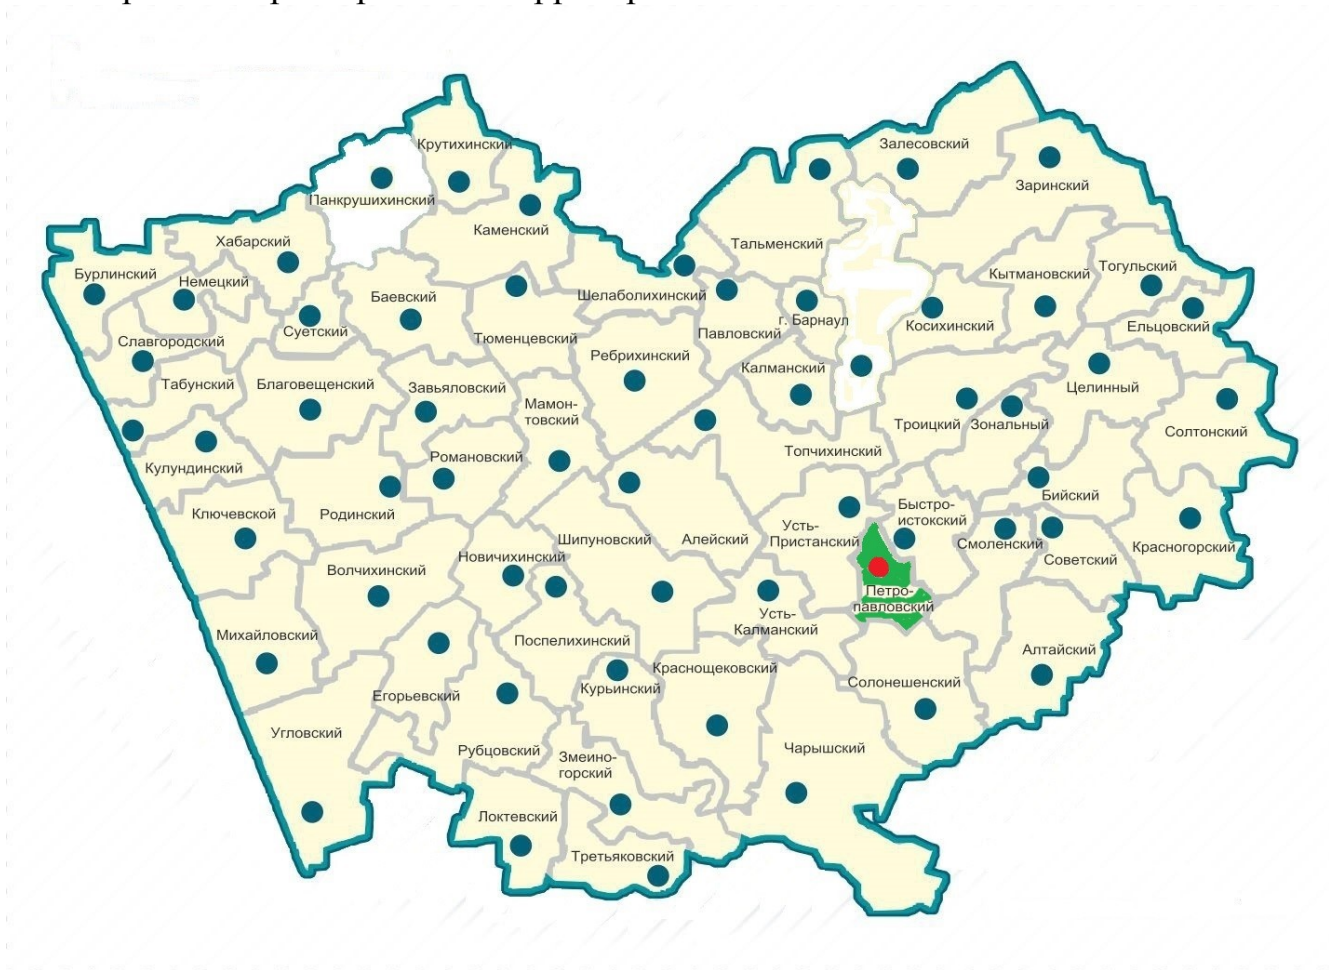 Залесовский
Крутихинский
Заринский
Панкрушихинский
Каменский
Хабарский
Тальменский
Тогульский
Бурлинский
Кытмановский
Немецкий
Баевский
Шелаболихинский
г. Барнаул
Косихинский
Ельцовский
Суетский
Павловский
Славгородский
Тюменцевский
Ребрихинский
Калманский
Табунский
Благовещенский
Завьяловский
Целинный
Мамон-
товский
Троицкий
Зональный
Солтонский
Топчихинский
Романовский
Кулундинский
Бийский
Быстро-
истокский
Ключевской
Родинский
Усть-
Пристанский
Шипуновский
Алейский
Смоленский
Красногорский
Новичихинский
Советский
Волчихинский
Петро-
павловский
Усть-
Калманский
Михайловский
Поспелихинский
Алтайский
Краснощековский
Солонешенский
Курьинский
Егорьевский
Угловский
Рубцовский
Чарышский
Змеино-
горский
Локтевский
Третьяковский